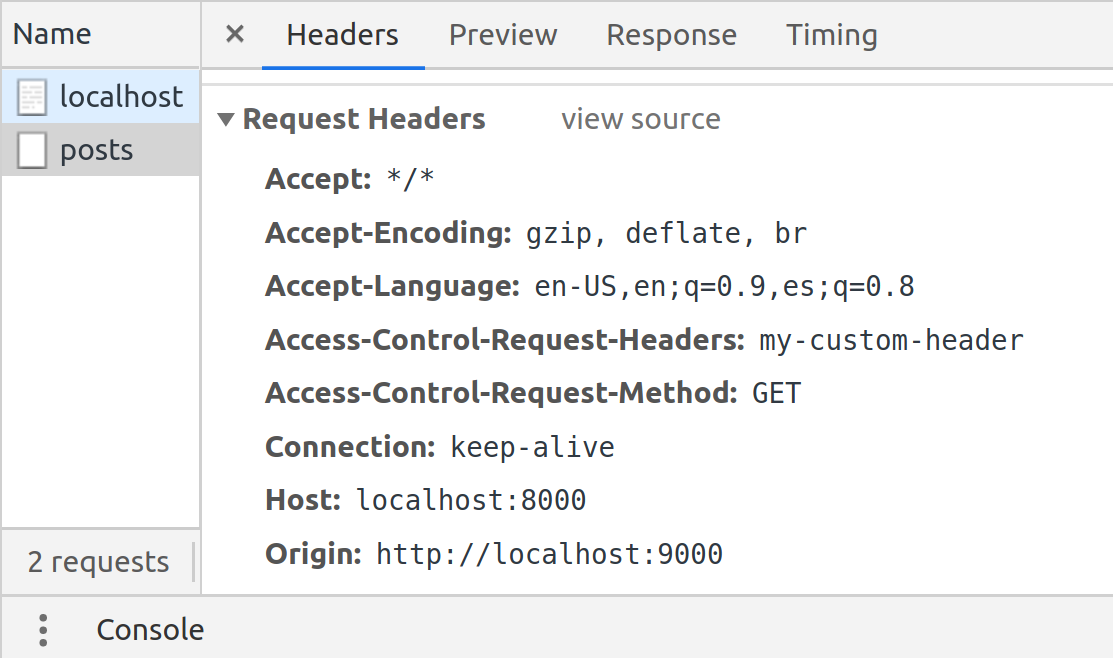 Name
× Headers Preview Response Timing
localhost
posts
▼ Request Headers view source
Accept: */*
Accept-Encoding: gzip, deflate, br
Accept-Language: en-US,en;q=0.9,es;q=0.8
Access-Control-Request-Headers: my-custom-header
Access-Control-Request-Method: GET
Connection: keep-alive
Host: localhost:8000
Origin: http://localhost:9000
2 requests
Console